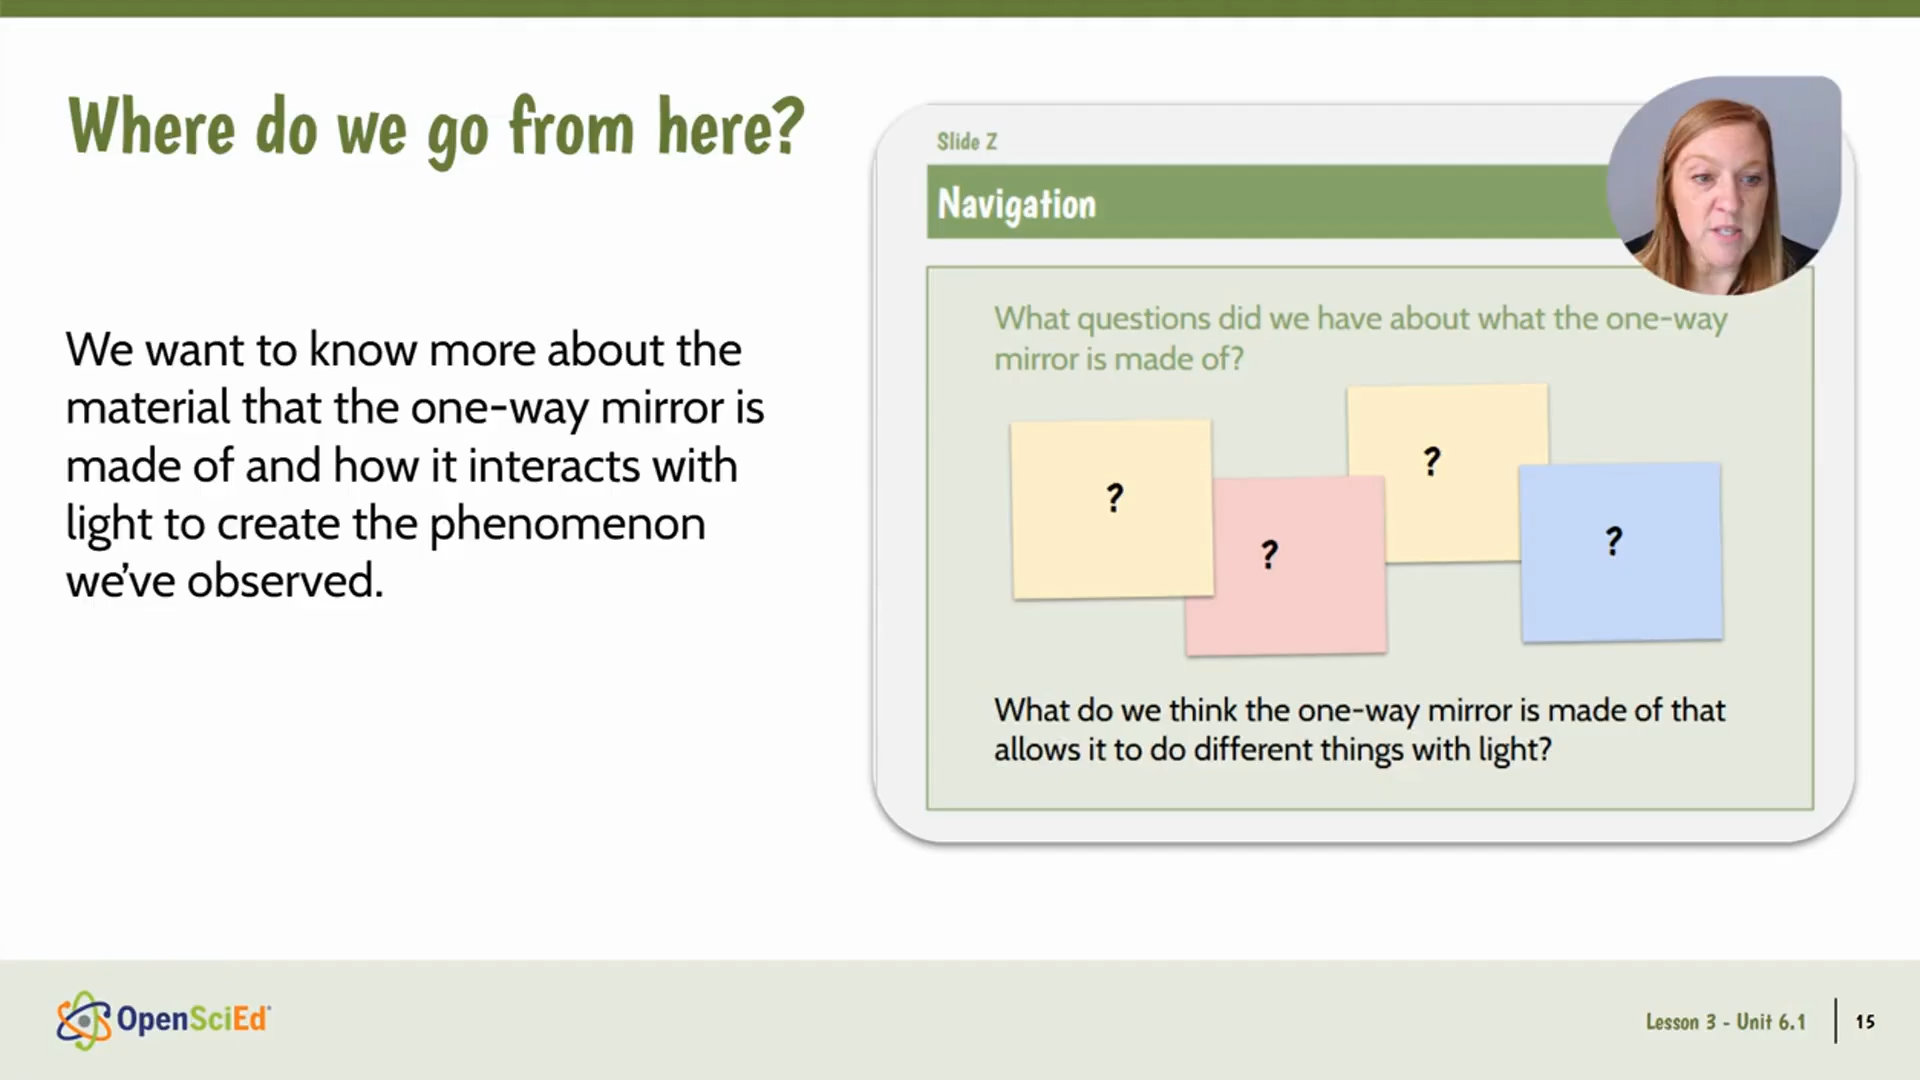 Where do we go from here?
We want to know more about the
material that the one-way mirror is
made of and how it interacts with
light to create the phenomenon
we've observed.
Slide Z
Navigation
What questions did we have about what the one-way
mirror is made of?
?
?
?
?
What do we think the one-way mirror is made of that
allows it to do different things with light?
OpenSciEd®
Lesson 3 - Unit 6.1
15